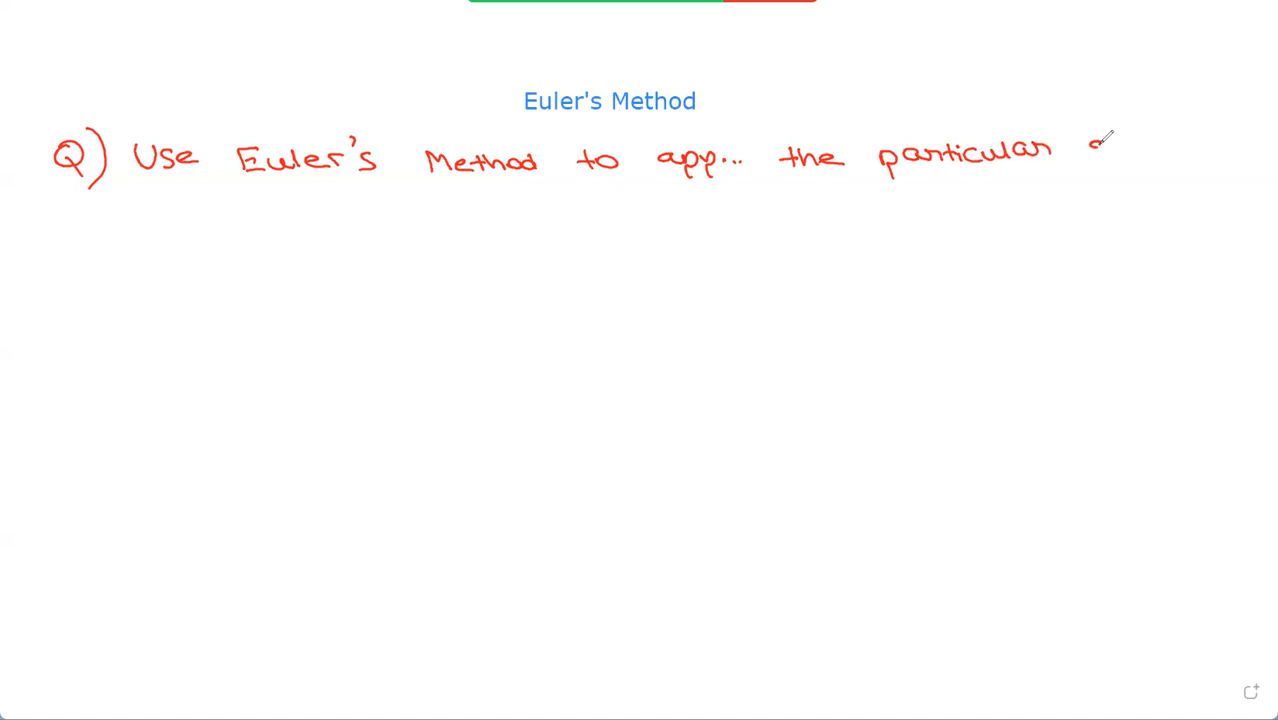 Euler's Method
Q) Use Euler's Method to app... the particular